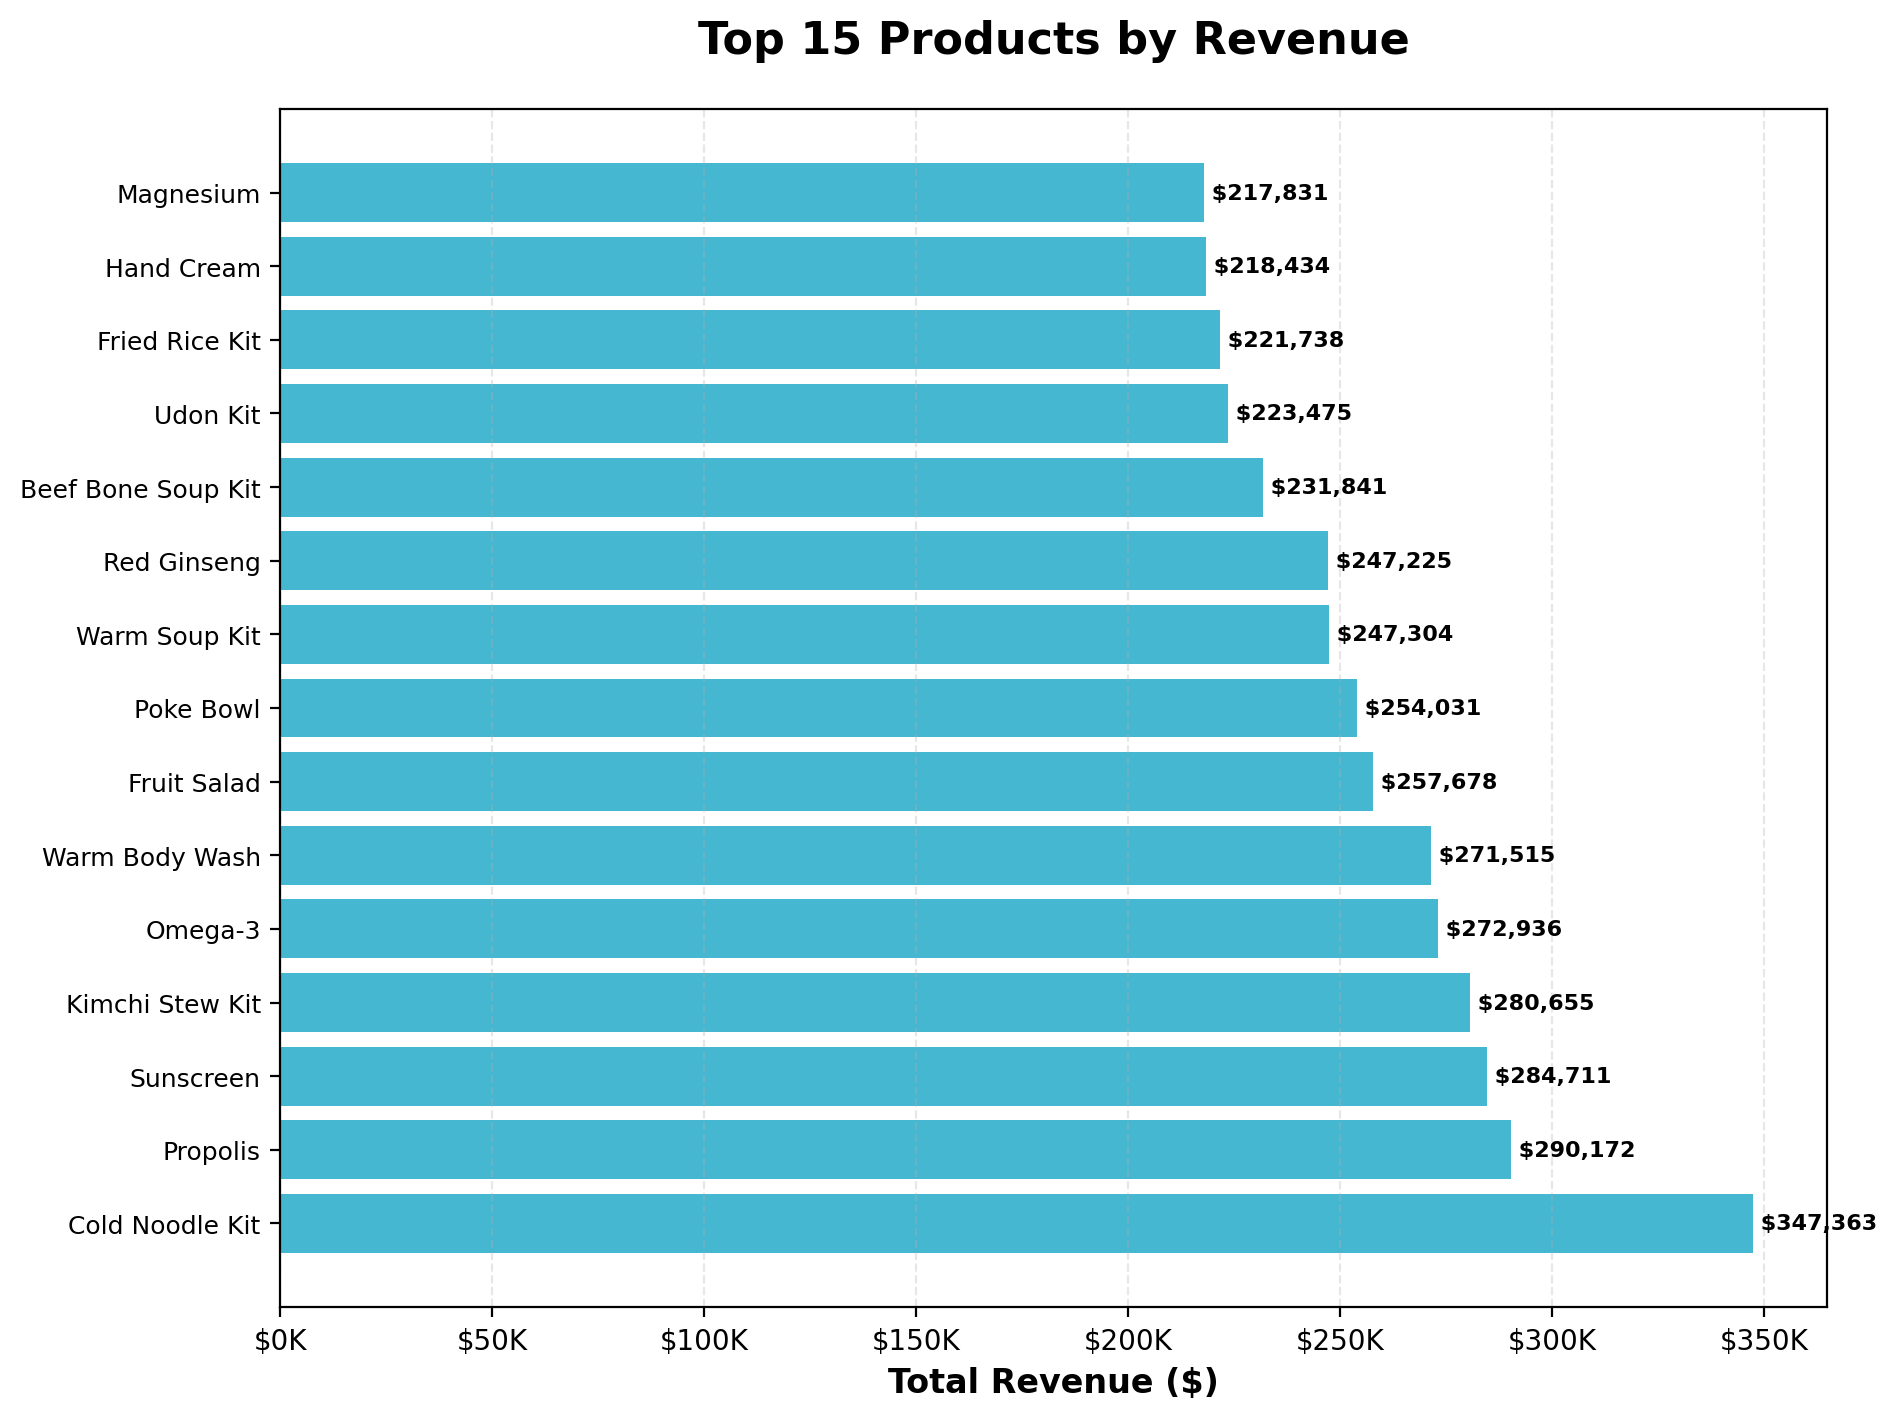 Top 15 Products by Revenue
Magnesium $217,831
Hand Cream $218,434
Fried Rice Kit $221,738
Udon Kit $223,475
Beef Bone Soup Kit $231,841
Red Ginseng $247,225
Warm Soup Kit $247,304
Poke Bowl $254,031
Fruit Salad $257,678
Warm Body Wash $271,515
Omega-3 $272,936
Kimchi Stew Kit $280,655
Sunscreen $284,711
Propolis $290,172
Cold Noodle Kit $347,363
$0K $50K $100K $150K $200K $250K $300K $350K
Total Revenue ($)